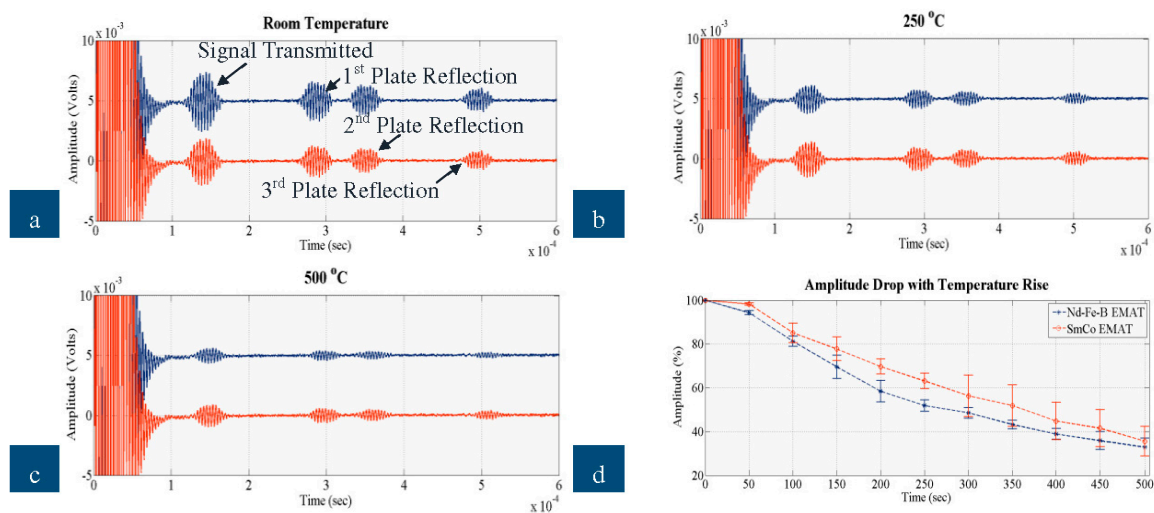 Room Temperature
x 10⁻³
10
5
0
-5
Amplitude (Volts)
Signal Transmitted
1st Plate Reflection
2nd Plate Reflection
3rd Plate Reflection
0 1 2 3 4 5 6
Time (sec)
x 10⁻⁴
a
250 °C
x 10⁻³
10
5
0
-5
Amplitude (Volts)
0 1 2 3 4 5 6
Time (sec)
x 10⁻⁴
b
500 °C
x 10⁻³
10
5
0
-5
Amplitude (Volts)
0 1 2 3 4 5 6
Time (sec)
x 10⁻⁴
c
Amplitude Drop with Temperature Rise
100
80
60
40
20
Amplitude (%)
Nd-Fe-B EMAT
SmCo EMAT
0 50 100 150 200 250 300 350 400 450 500
Time (sec)
d